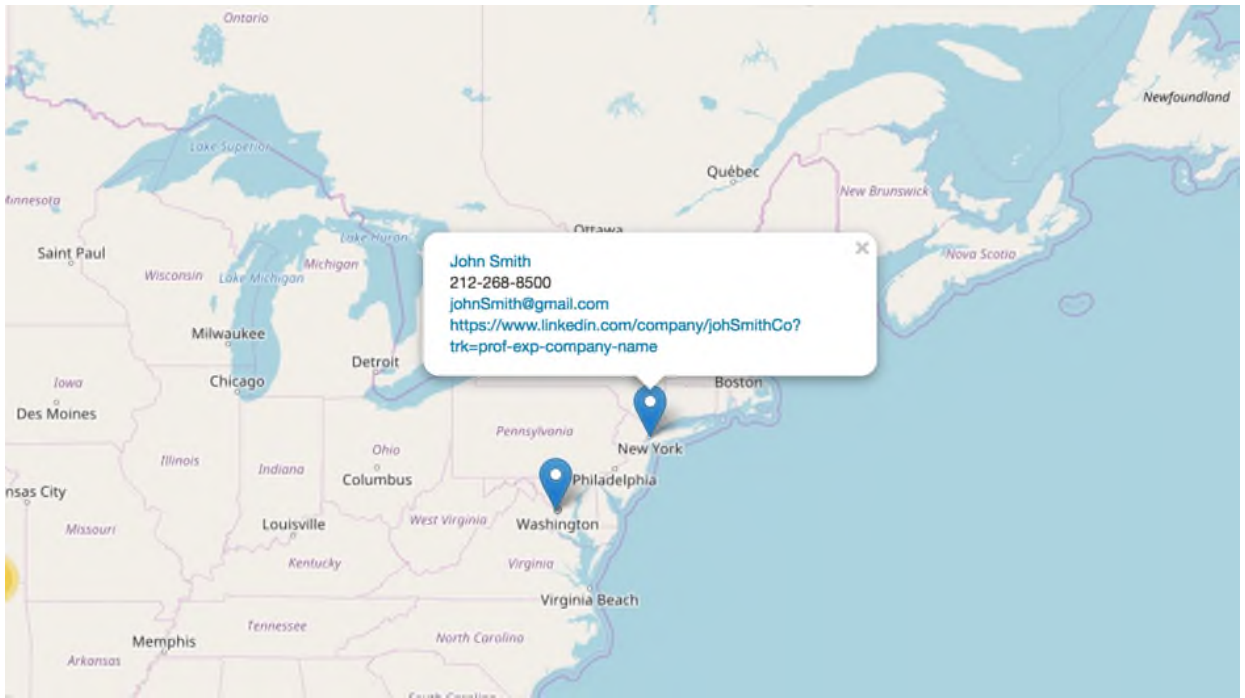 Ontario
Newfoundland
Lake Superior
Québec
Minnesota
New Brunswick
Ottawa
Lake Huron
Saint Paul
Nova Scotia
Michigan
Wisconsin
Lake Michigan
×
John Smith
212-268-8500
johnSmith@gmail.com
https://www.linkedin.com/company/johSmithCo?
trk=prof-exp-company-name
Milwaukee
Detroit
Chicago
Boston
Iowa
Des Moines
Pennsylvania
New York
Ohio
Illinois
Indiana
Columbus
Philadelphia
nsas City
West Virginia
Washington
Louisville
Missouri
Kentucky
Virginia
Virginia Beach
Tennessee
North Carolina
Memphis
Arkansas
South Carolina